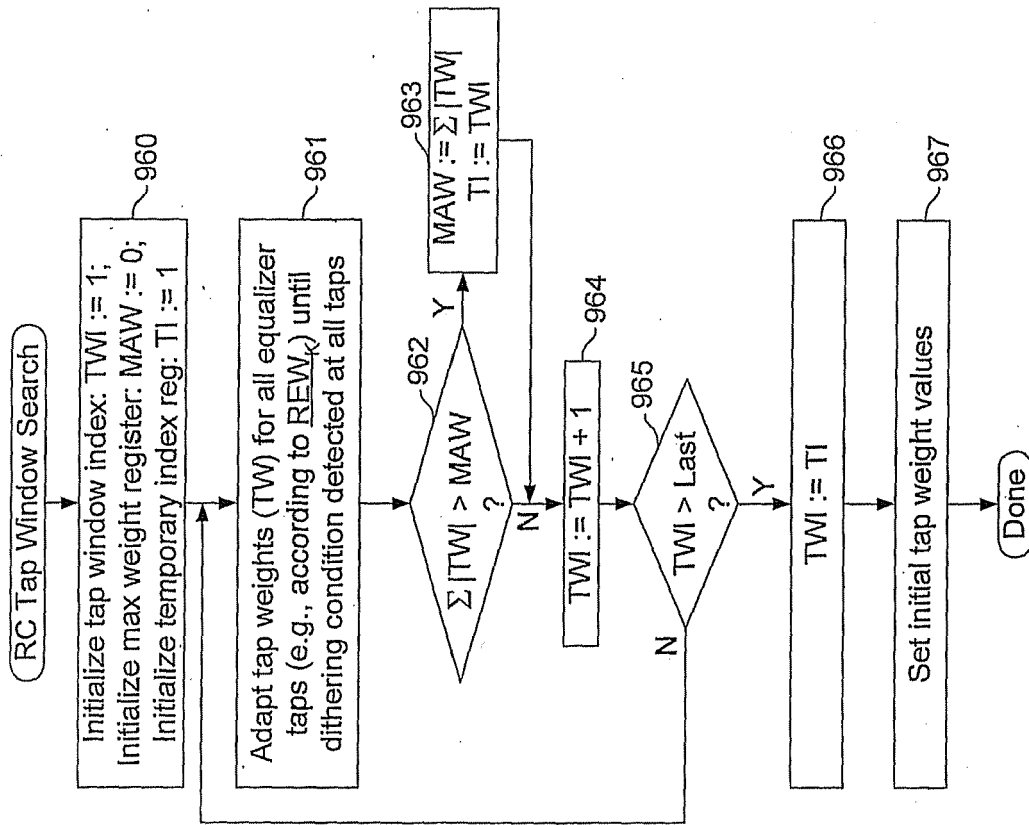 RC Tap Window Search
960
Initialize tap window index: TWI := 1;
Initialize max weight register: MAW := 0;
Initialize temporary index reg: TI := 1
961
Adapt tap weights (TW) for all equalizer
taps (e.g., according to REWK) until
dithering condition detected at all taps
962
Σ |TW| > MAW
?
Y
N
963
MAW := Σ |TW|
TI := TWI
964
TWI := TWI + 1
965
TWI > Last
?
N
Y
966
TWI := TI
967
Set initial tap weight values
Done